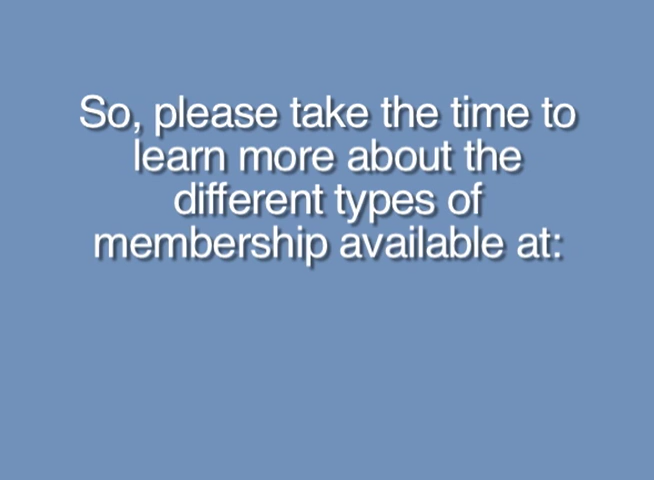 So, please take the time to
learn more about the
different types of
membership available at: